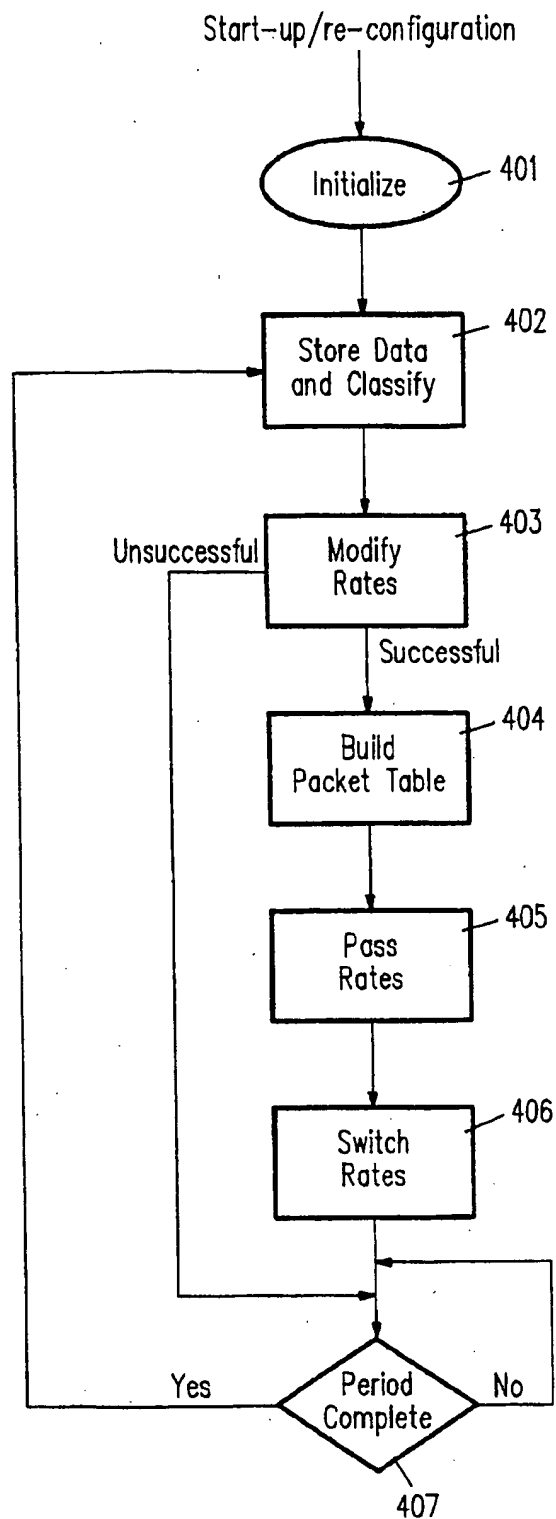 Start-up/re-configuration
Initialize
401
Store Data
and Classify
402
Unsuccessful
Modify
Rates
403
Successful
Build
Packet Table
404
Pass
Rates
405
Switch
Rates
406
Yes
Period
Complete
No
407